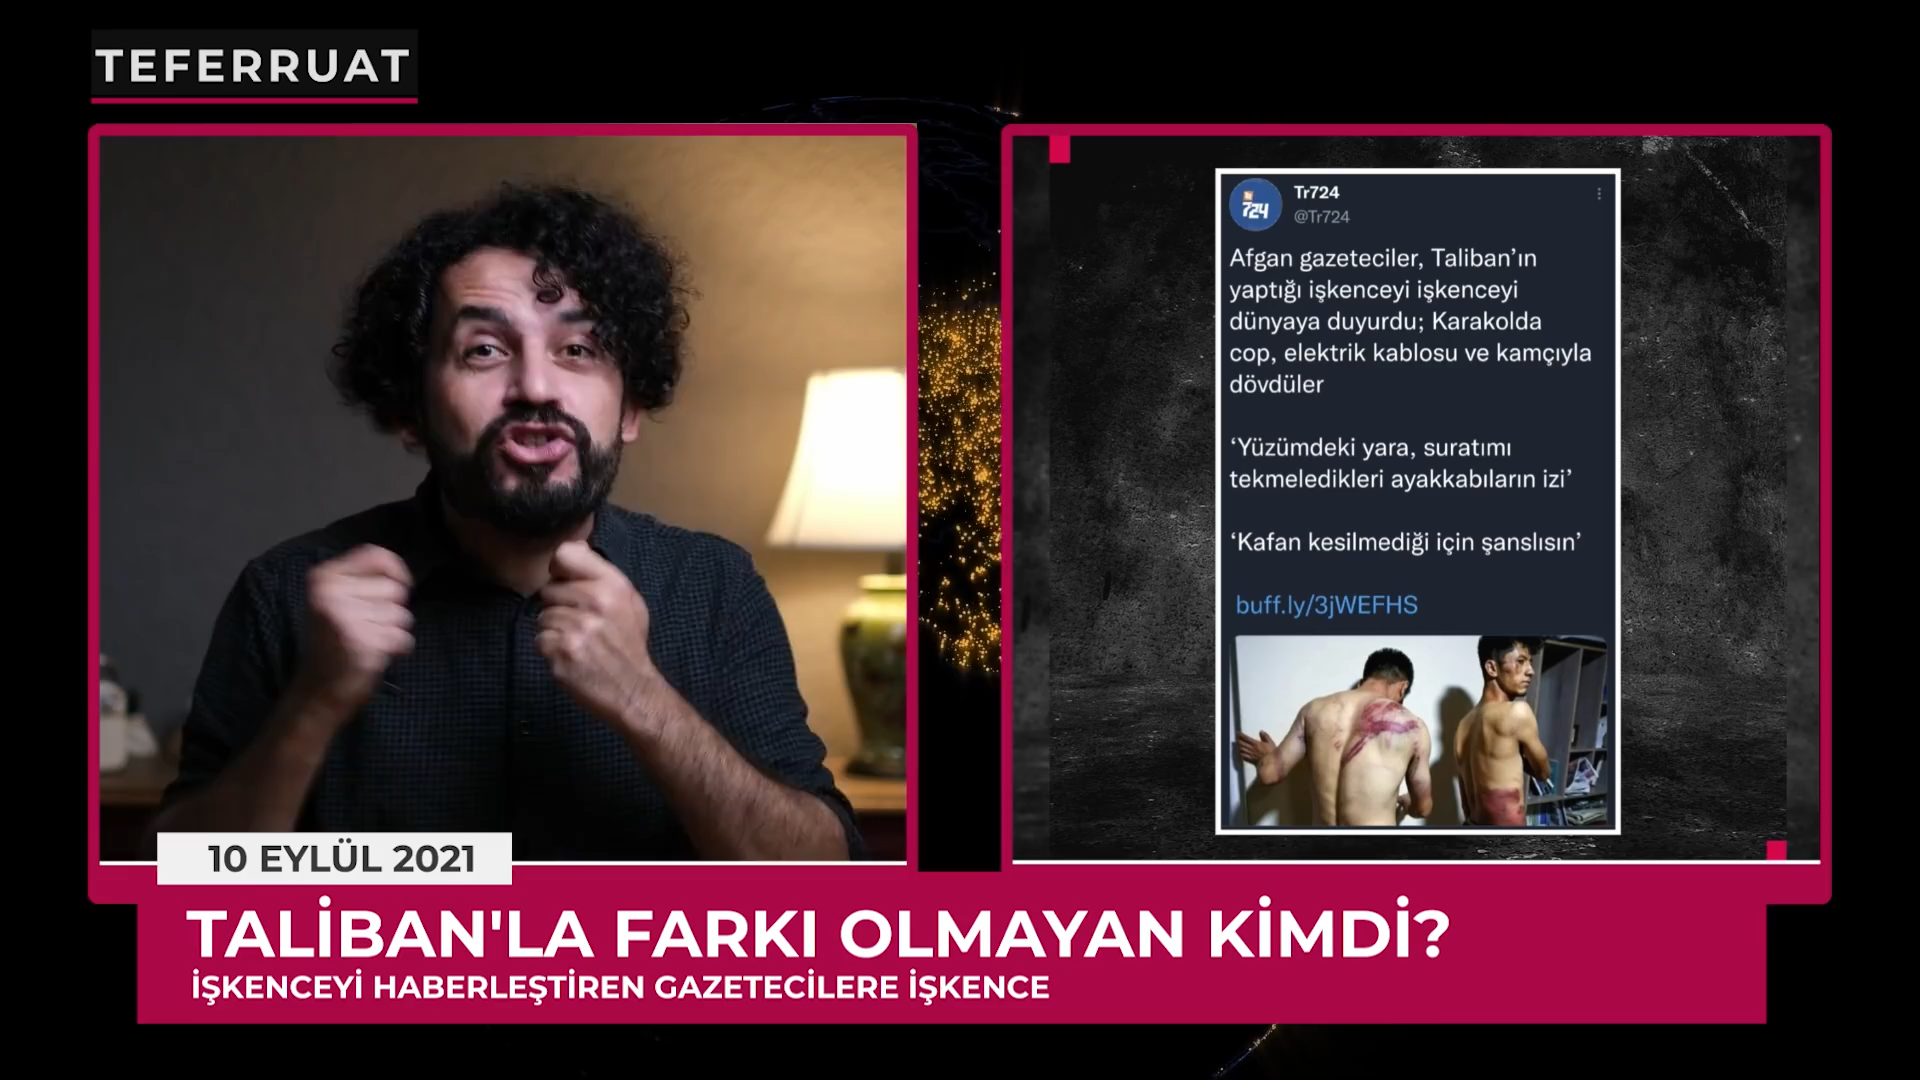 TEFERRUAT
724
Tr724
@Tr724
Afgan gazeteciler, Taliban'ın
yaptığı işkenceyi işkenceyi
dünyaya duyurdu; Karakolda
cop, elektrik kablosu ve kamçıyla
dövdüler
‘Yüzümdeki yara, suratımı
tekmeledikleri ayakkabıların izi’
‘Kafan kesilmediği için şanslısın’
buff.ly/3jWEFHS
10 EYLÜL 2021
TALİBAN'LA FARKI OLMAYAN KİMDİ?
İŞKENCEYİ HABERLEŞTİREN GAZETECİLERE İŞKENCE